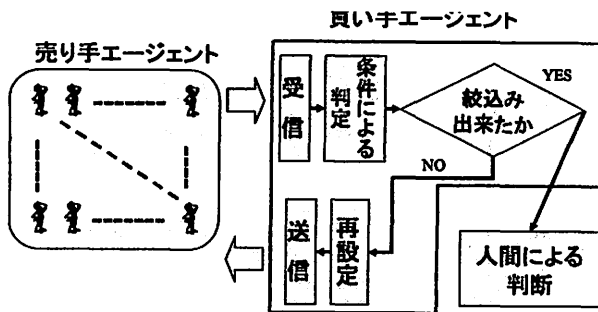 買い手エージェント
売り手エージェント
受信
条件による
判定
絞込み
出来たか
YES
NO
送信
再設定
人間による
判断